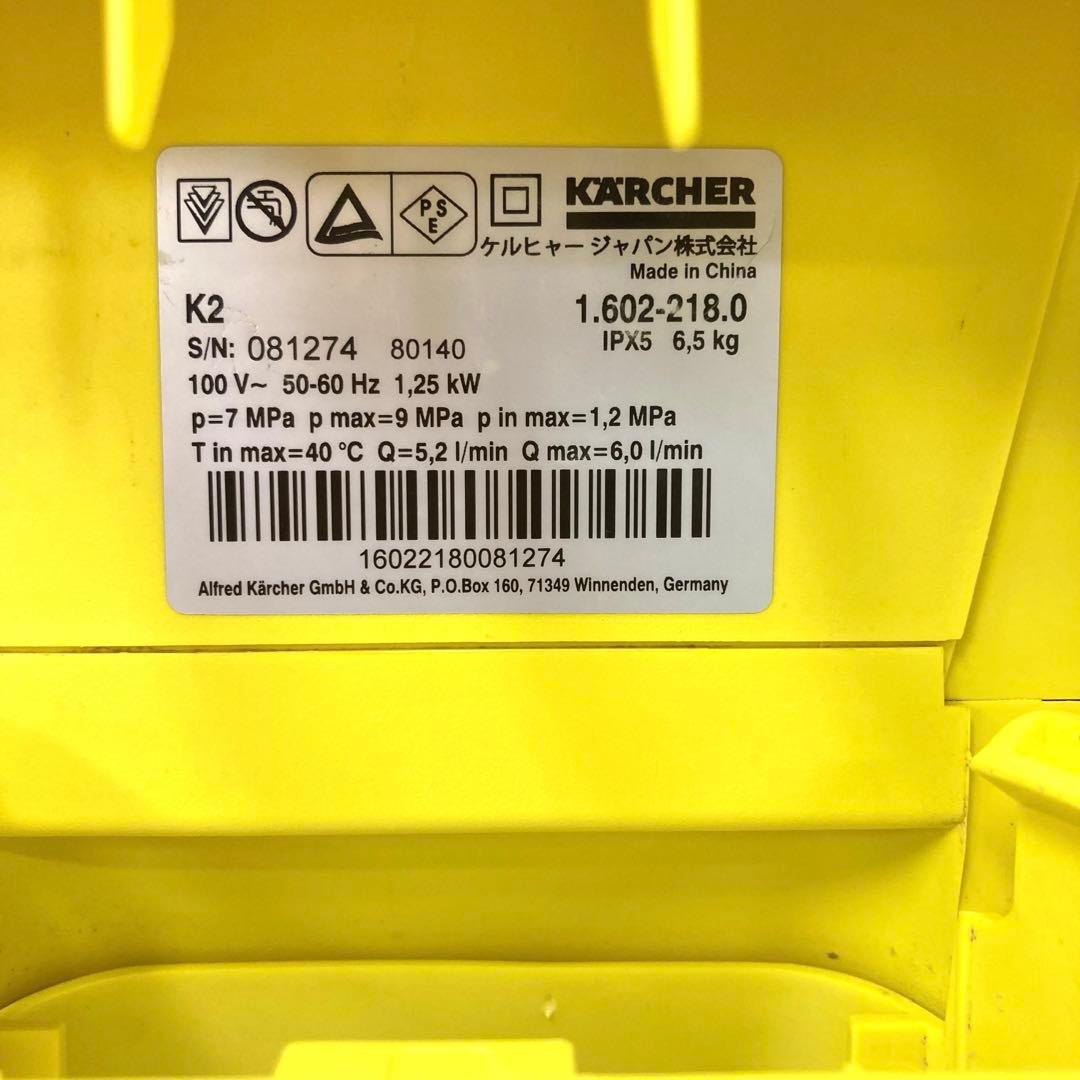 PSE
KÄRCHER
ケルヒャー ジャパン株式会社
Made in China
K2 1.602-218.0
IPX5 6,5 kg
S/N: 081274 80140
100 V~ 50-60 Hz 1,25 kW
p=7 MPa p max=9 MPa p in max=1,2 MPa
T in max=40 °C Q=5,2 l/min Q max=6,0 l/min
16022180081274
Alfred Kärcher GmbH & Co.KG, P.O.Box 160, 71349 Winnenden, Germany